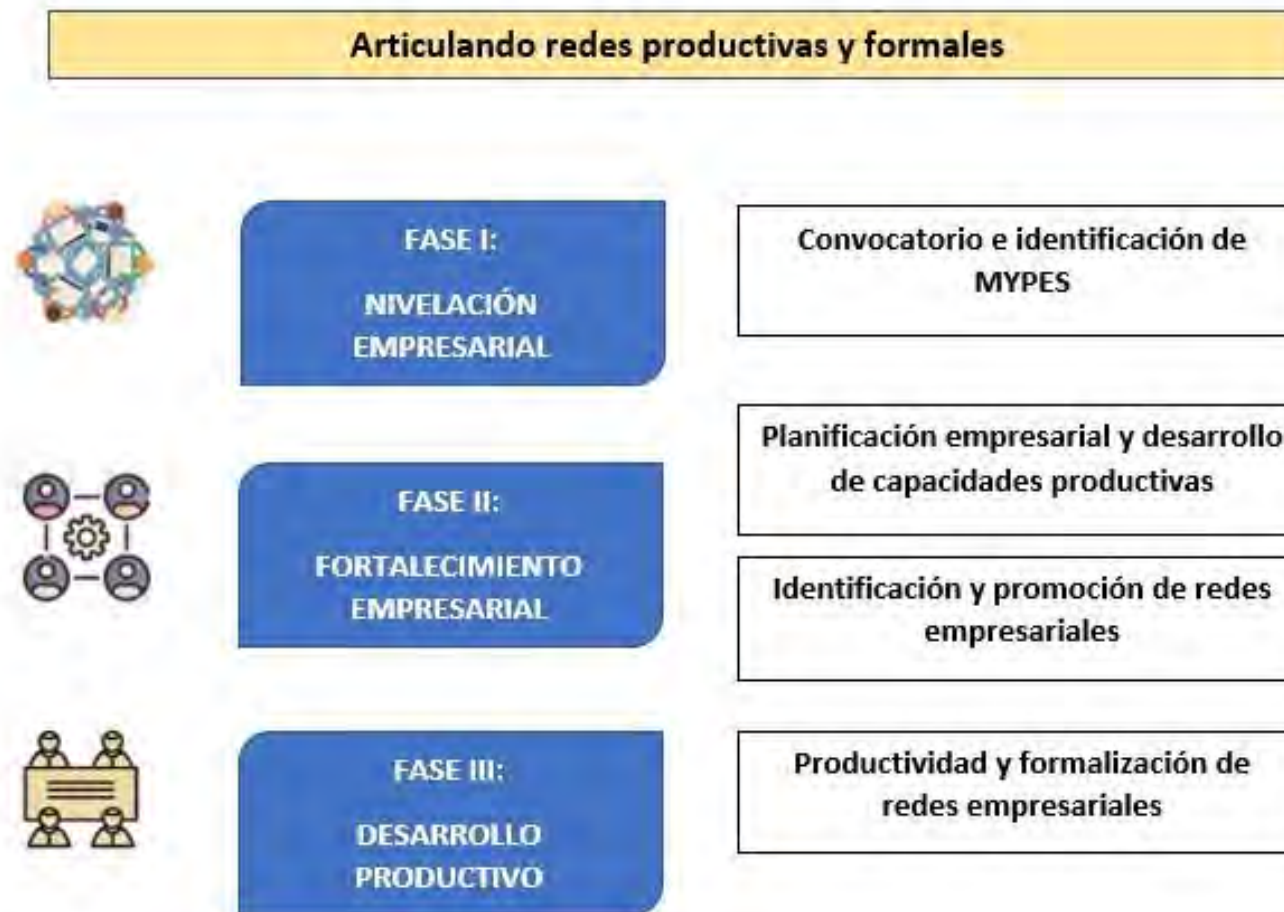 Articulando redes productivas y formales
FASE I:
NIVELACIÓN
EMPRESARIAL
Convocatorio e identificación de
MYPES
FASE II:
FORTALECIMIENTO
EMPRESARIAL
Planificación empresarial y desarrollo
de capacidades productivas
Identificación y promoción de redes
empresariales
FASE III:
DESARROLLO
PRODUCTIVO
Productividad y formalización de
redes empresariales